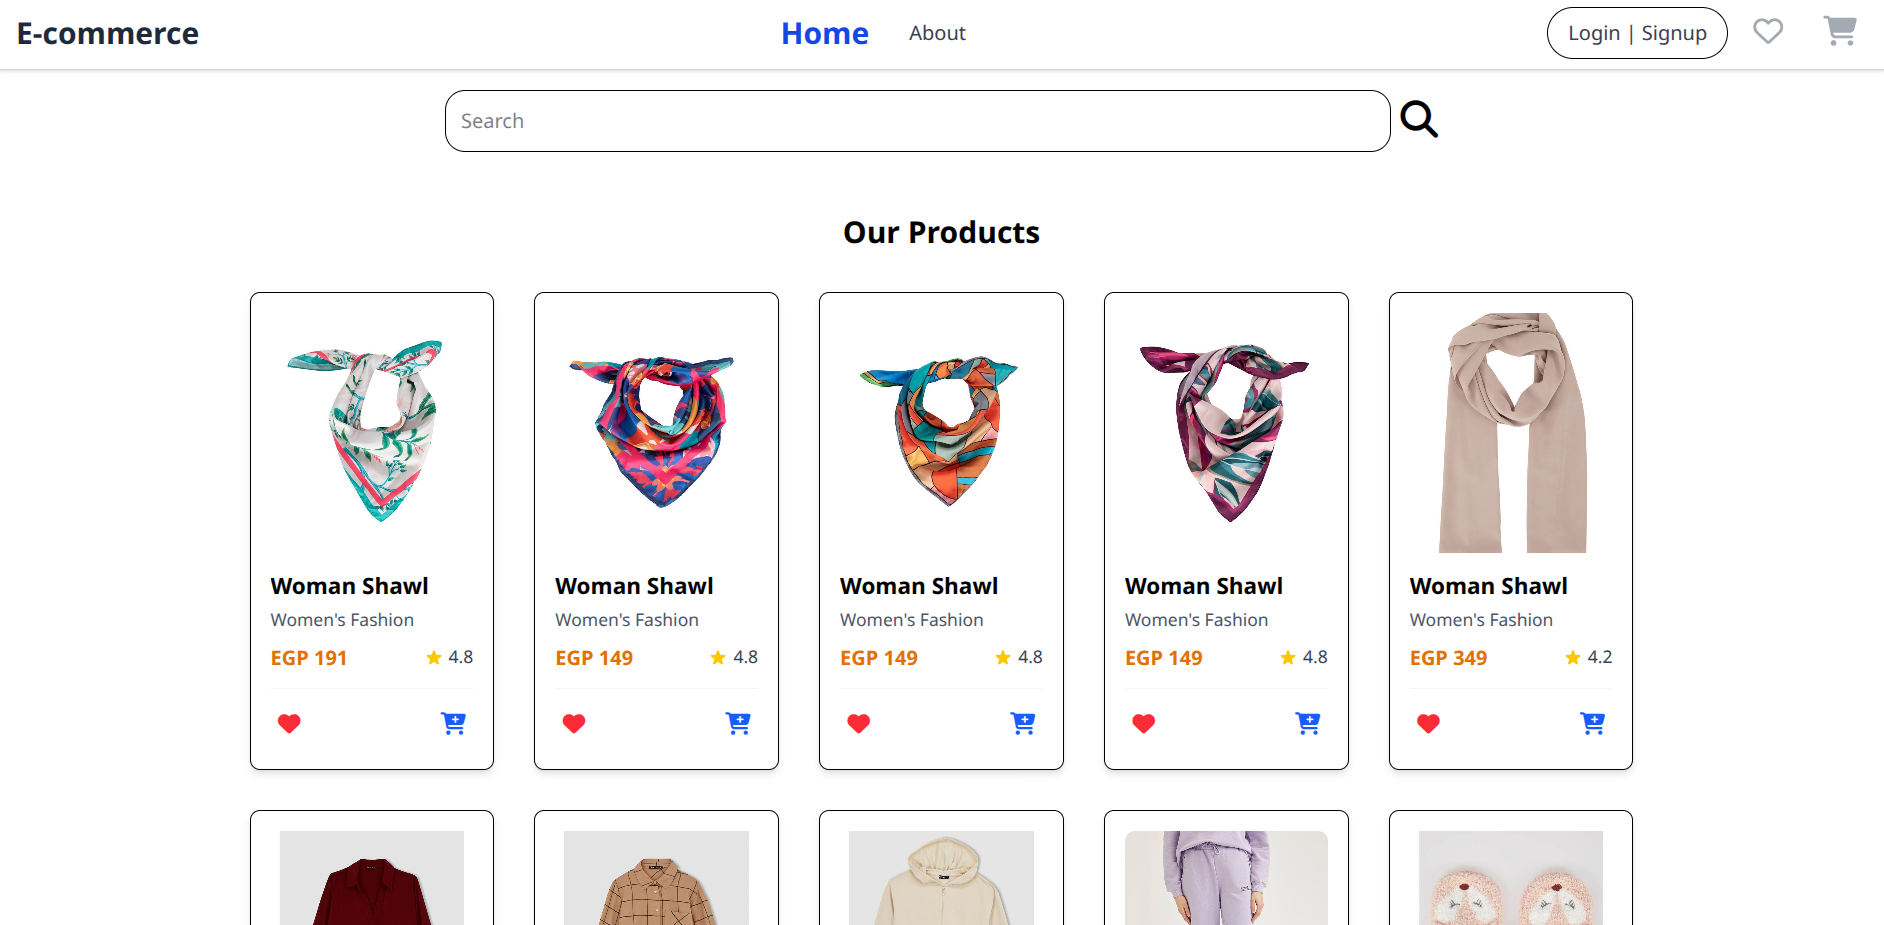 E-commerce
Home
About
Login | Signup
Search
Our Products
Woman Shawl
Women's Fashion
EGP 191
4.8
Woman Shawl
Women's Fashion
EGP 149
4.8
Woman Shawl
Women's Fashion
EGP 149
4.8
Woman Shawl
Women's Fashion
EGP 149
4.8
Woman Shawl
Women's Fashion
EGP 349
4.2